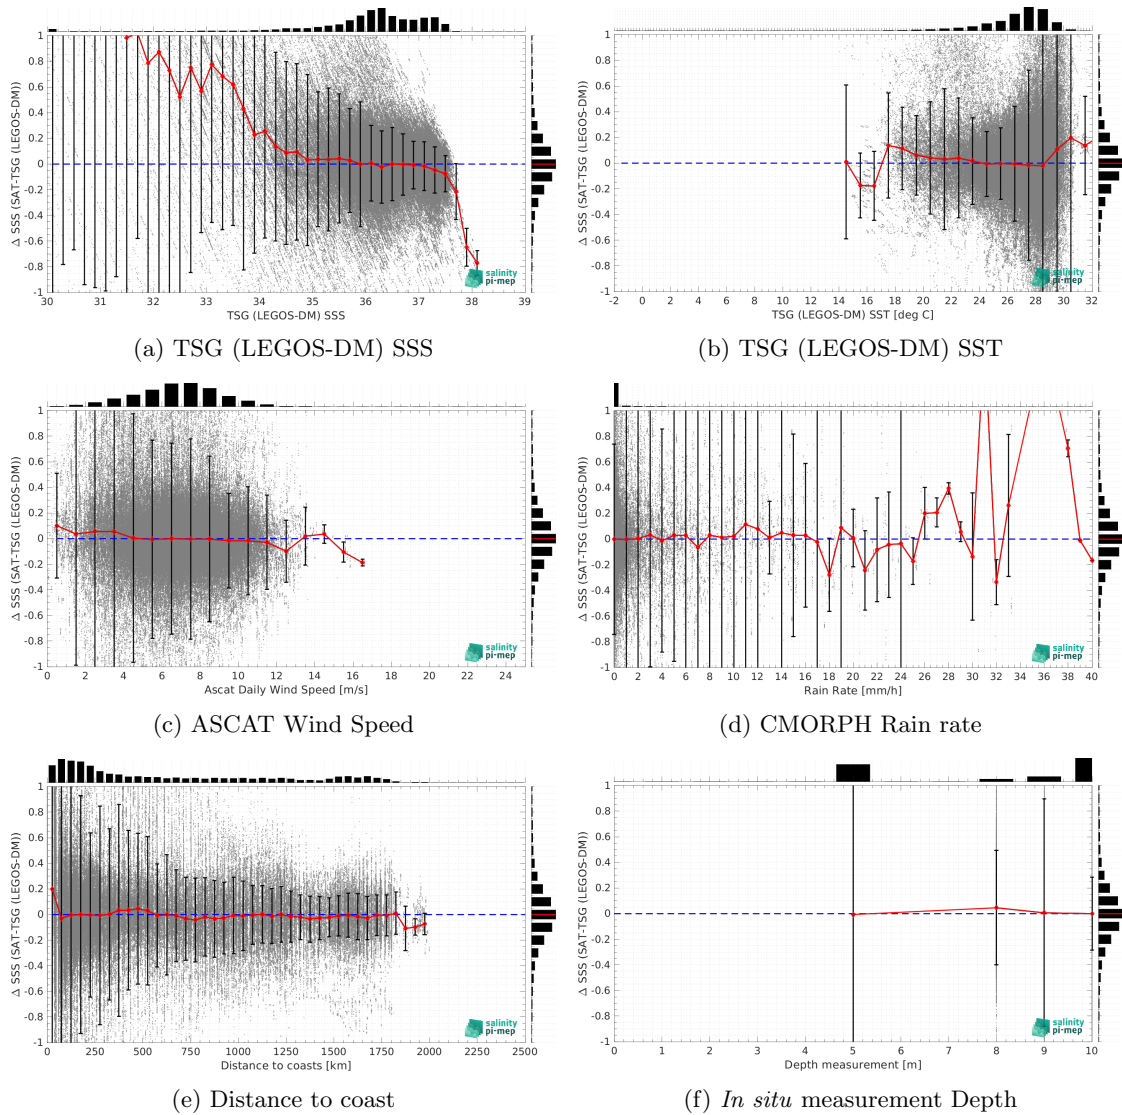 1
0.8
0.6
0.4
0.2
0
-0.2
-0.4
-0.6
-0.8
-1
Δ SSS (SAT-TSG (LEGOS-DM))
30 31 32 33 34 35 36 37 38 39
TSG (LEGOS-DM) SSS
salinity
pi-mep
(a) TSG (LEGOS-DM) SSS
1
0.8
0.6
0.4
0.2
0
-0.2
-0.4
-0.6
-0.8
-1
Δ SSS (SAT-TSG (LEGOS-DM))
-2 0 2 4 6 8 10 12 14 16 18 20 22 24 26 28 30 32
TSG (LEGOS-DM) SST [deg C]
salinity
pi-mep
(b) TSG (LEGOS-DM) SST
1
0.8
0.6
0.4
0.2
0
-0.2
-0.4
-0.6
-0.8
-1
Δ SSS (SAT-TSG (LEGOS-DM))
0 2 4 6 8 10 12 14 16 18 20 22 24
Ascat Daily Wind Speed [m/s]
salinity
pi-mep
(c) ASCAT Wind Speed
1
0.8
0.6
0.4
0.2
0
-0.2
-0.4
-0.6
-0.8
-1
Δ SSS (SAT-TSG (LEGOS-DM))
0 2 4 6 8 10 12 14 16 18 20 22 24 26 28 30 32 34 36 38 40
Rain Rate [mm/h]
salinity
pi-mep
(d) CMORPH Rain rate
1
0.8
0.6
0.4
0.2
0
-0.2
-0.4
-0.6
-0.8
-1
Δ SSS (SAT-TSG (LEGOS-DM))
0 250 500 750 1000 1250 1500 1750 2000 2250 2500
Distance to coasts [km]
salinity
pi-mep
(e) Distance to coast
1
0.8
0.6
0.4
0.2
0
-0.2
-0.4
-0.6
-0.8
-1
Δ SSS (SAT-TSG (LEGOS-DM))
0 1 2 3 4 5 6 7 8 9 10
Depth measurement [m]
salinity
pi-mep
(f) In situ measurement Depth